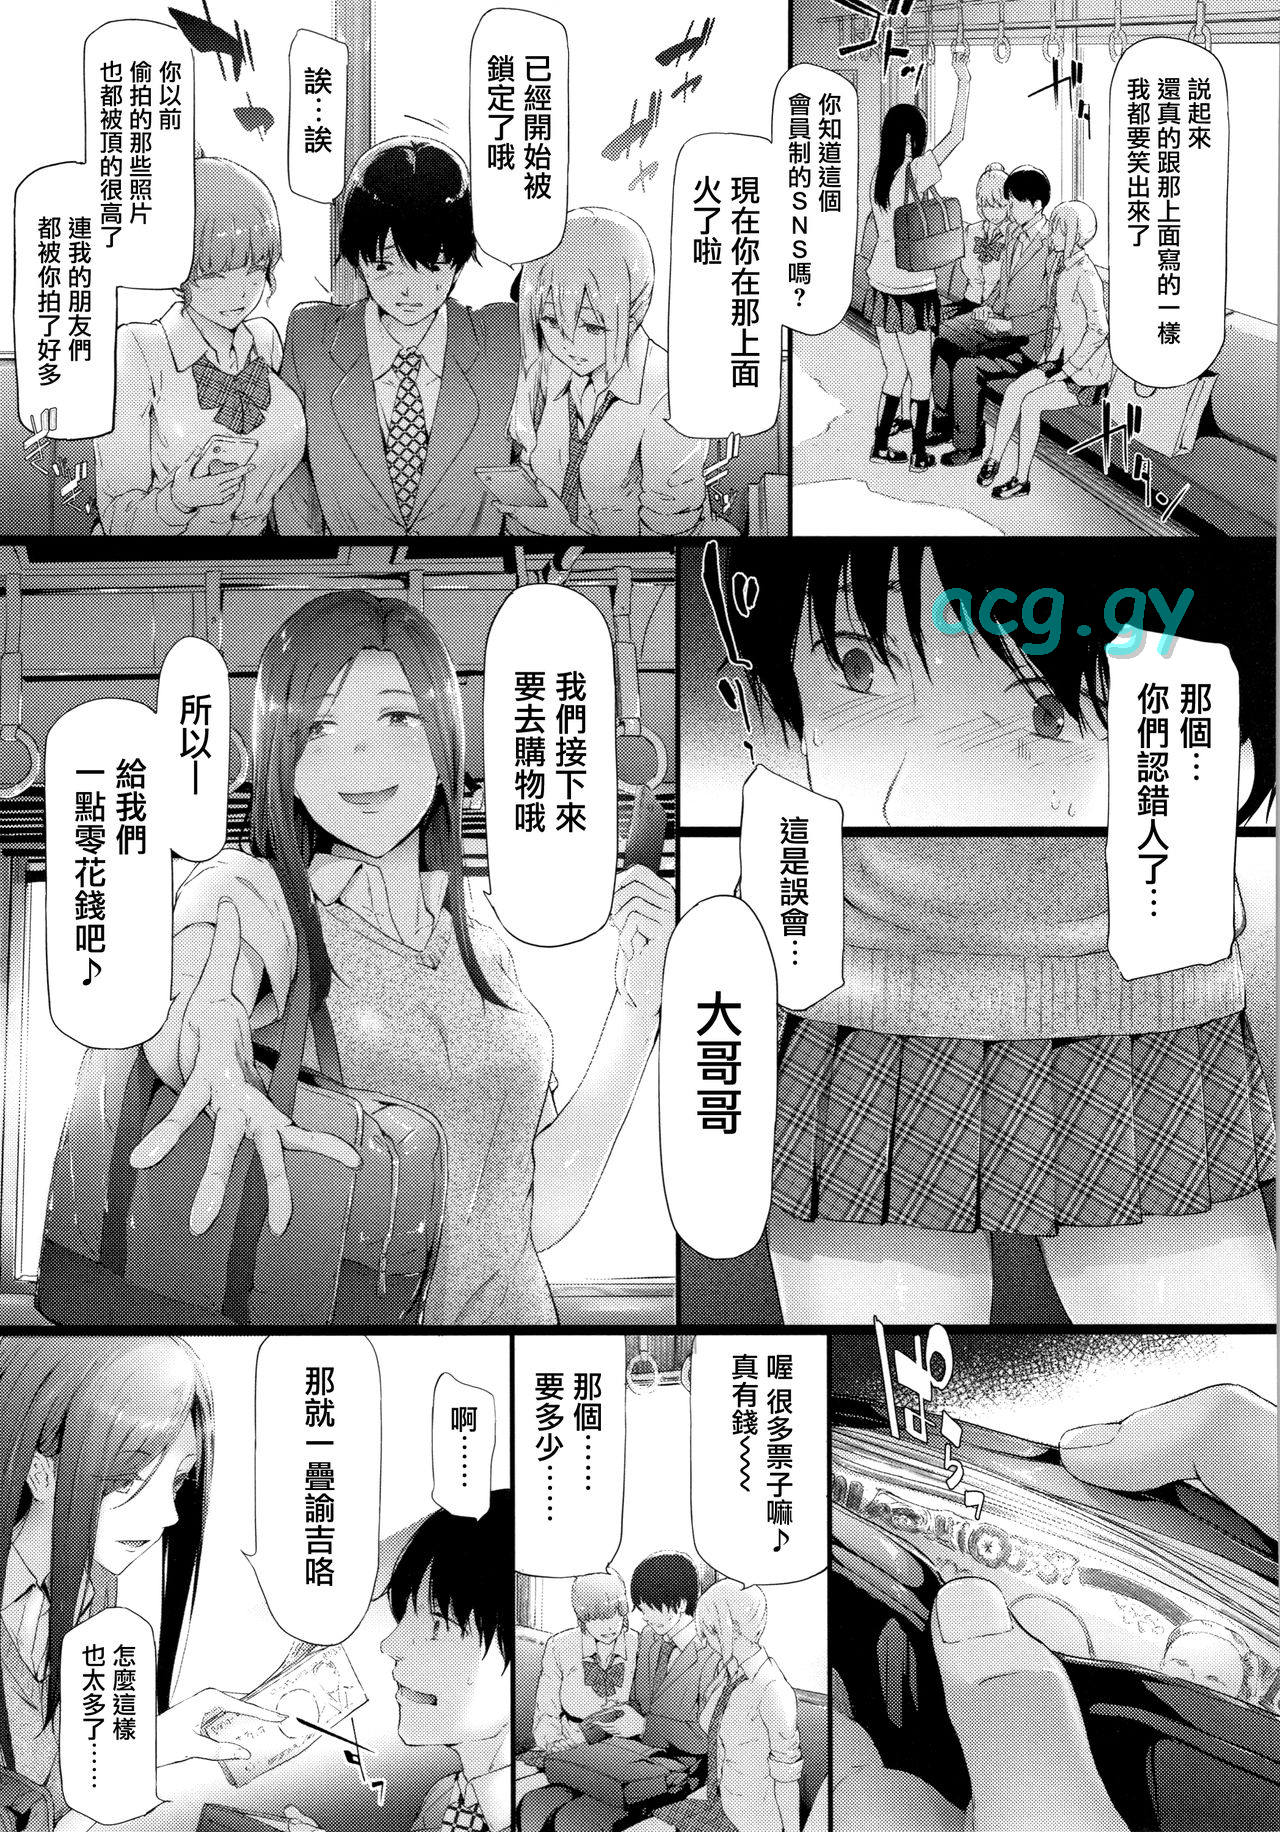 説起來
還真的跟那上面寫的一樣
我都要笑出來了
你知道這個
會員制的SNS嗎？
現在你在那上面
火了啦
已經開始被
鎖定了哦
誒…誒
你以前
偷拍的那些照片
也都被頂的很高了
連我的朋友們
都被你拍了好多
acg.gy
那個…
你們認錯人了…
這是誤會…
大哥哥
我們接下來
要去購物哦
所以—
給我們
一點零花錢吧♪
ぱらっ
喔 很多票子嘛♪
真有錢～～
那個……
要多少……
啊……
那就一疊諭吉咯
怎麼這樣
也太多了……